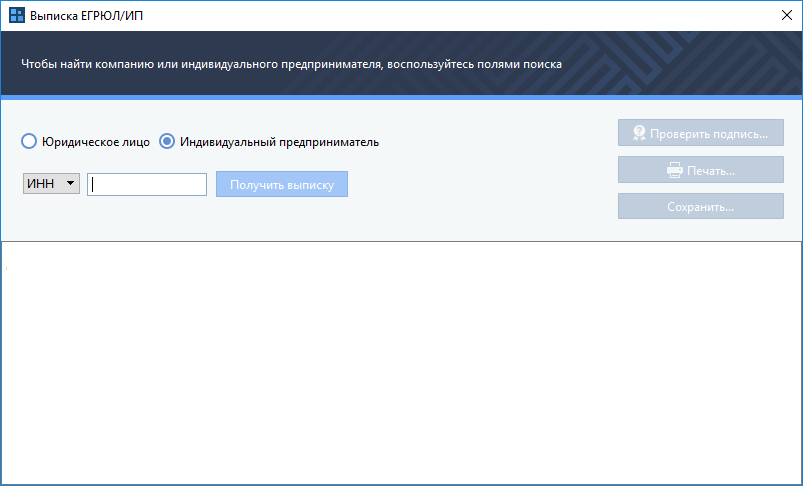 Выписка ЕГРЮЛ/ИП
Чтобы найти компанию или индивидуального предпринимателя, воспользуйтесь полями поиска
Юридическое лицо Индивидуальный предприниматель
Проверить подпись...
ИНН Получить выписку
Печать...
Сохранить...